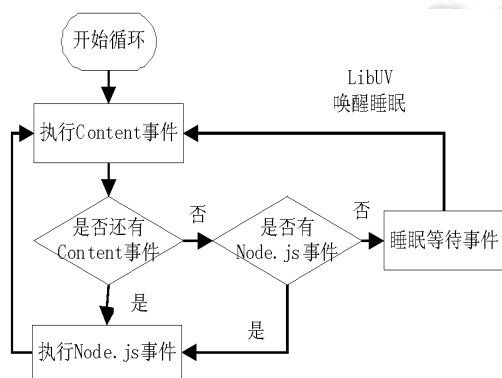 开始循环
LibUV
唤醒睡眠
执行Content事件
是否还有
Content事件
否
是否有
Node.js事件
否
睡眠等待事件
是
是
执行Node.js事件